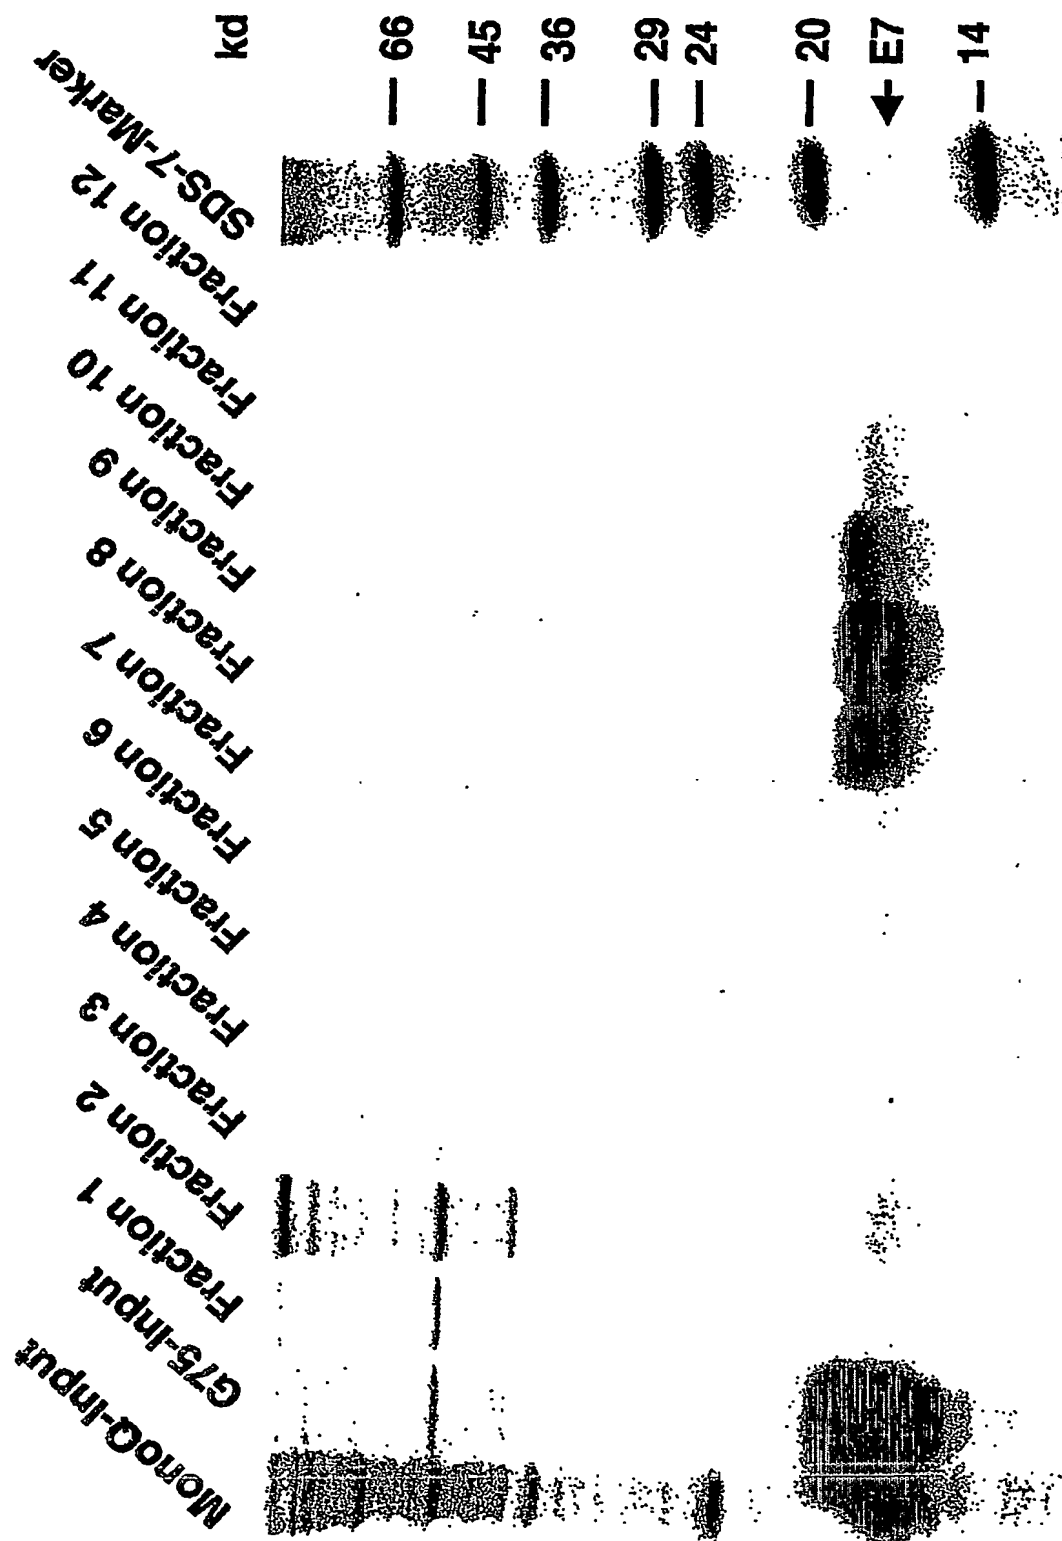 MonoQ-Input
G75-Input
Fraction 1
Fraction 2
Fraction 3
Fraction 4
Fraction 5
Fraction 6
Fraction 7
Fraction 8
Fraction 9
Fraction 10
Fraction 11
Fraction 12
SDS-7-Marker
kd
66
45
36
29
24
20
E7
14